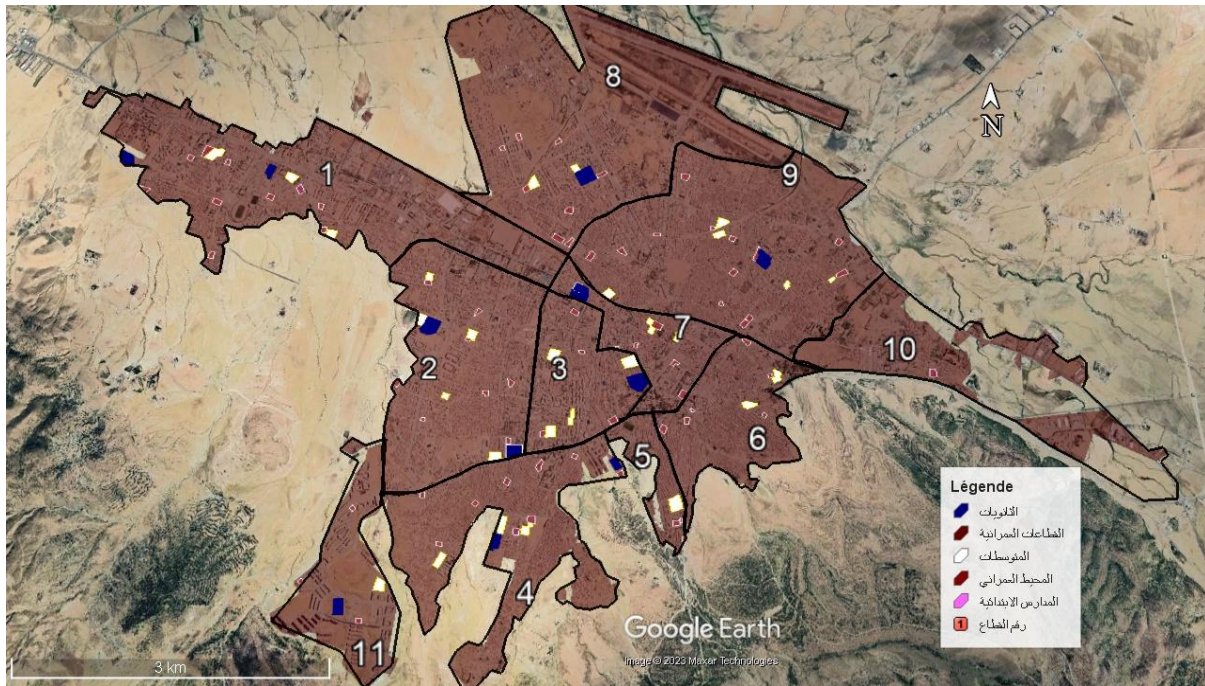 8
9
1
N
7
10
2
3
6
5
4
11
3 km
Google Earth
Image © 2023 Maxar Technologies
Légende
الثانويات
القطاعات العمرانية
المتوسطات
المحيط العمراني
المدارس الابتدائية
1 رقم القطاع